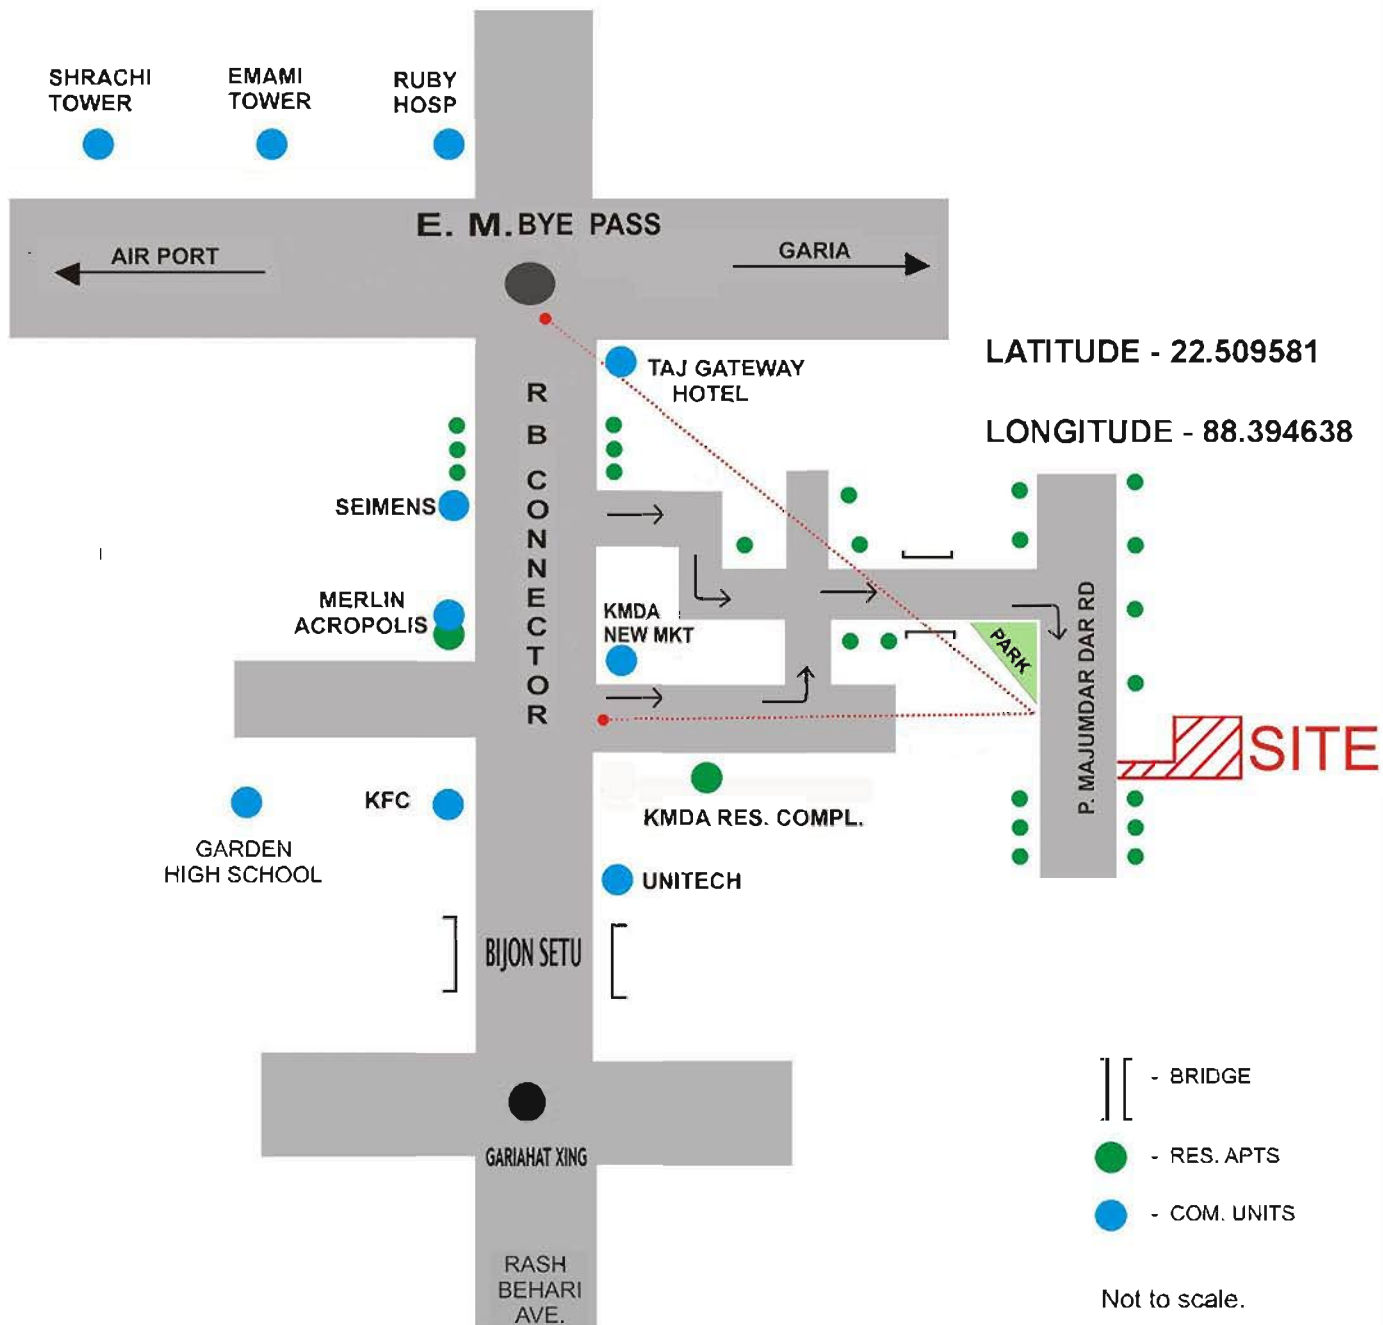 SHRACHI
TOWER
EMAMI
TOWER
RUBY
HOSP
E. M. BYE PASS
AIR PORT
GARIA
LATITUDE - 22.509581
LONGITUDE - 88.394638
TAJ GATEWAY
HOTEL
R B CONNECTOR
SEIMENS
MERLIN
ACROPOLIS
KMDA
NEW MKT
PARK
P. MAJUMDAR DAR RD
SITE
KFC
GARDEN
HIGH SCHOOL
KMDA RES. COMPL.
UNITECH
BIJON SETU
GARIAHAT XING
RASH
BEHARI
AVE.
- BRIDGE
- RES. APTS
- COM. UNITS
Not to scale.